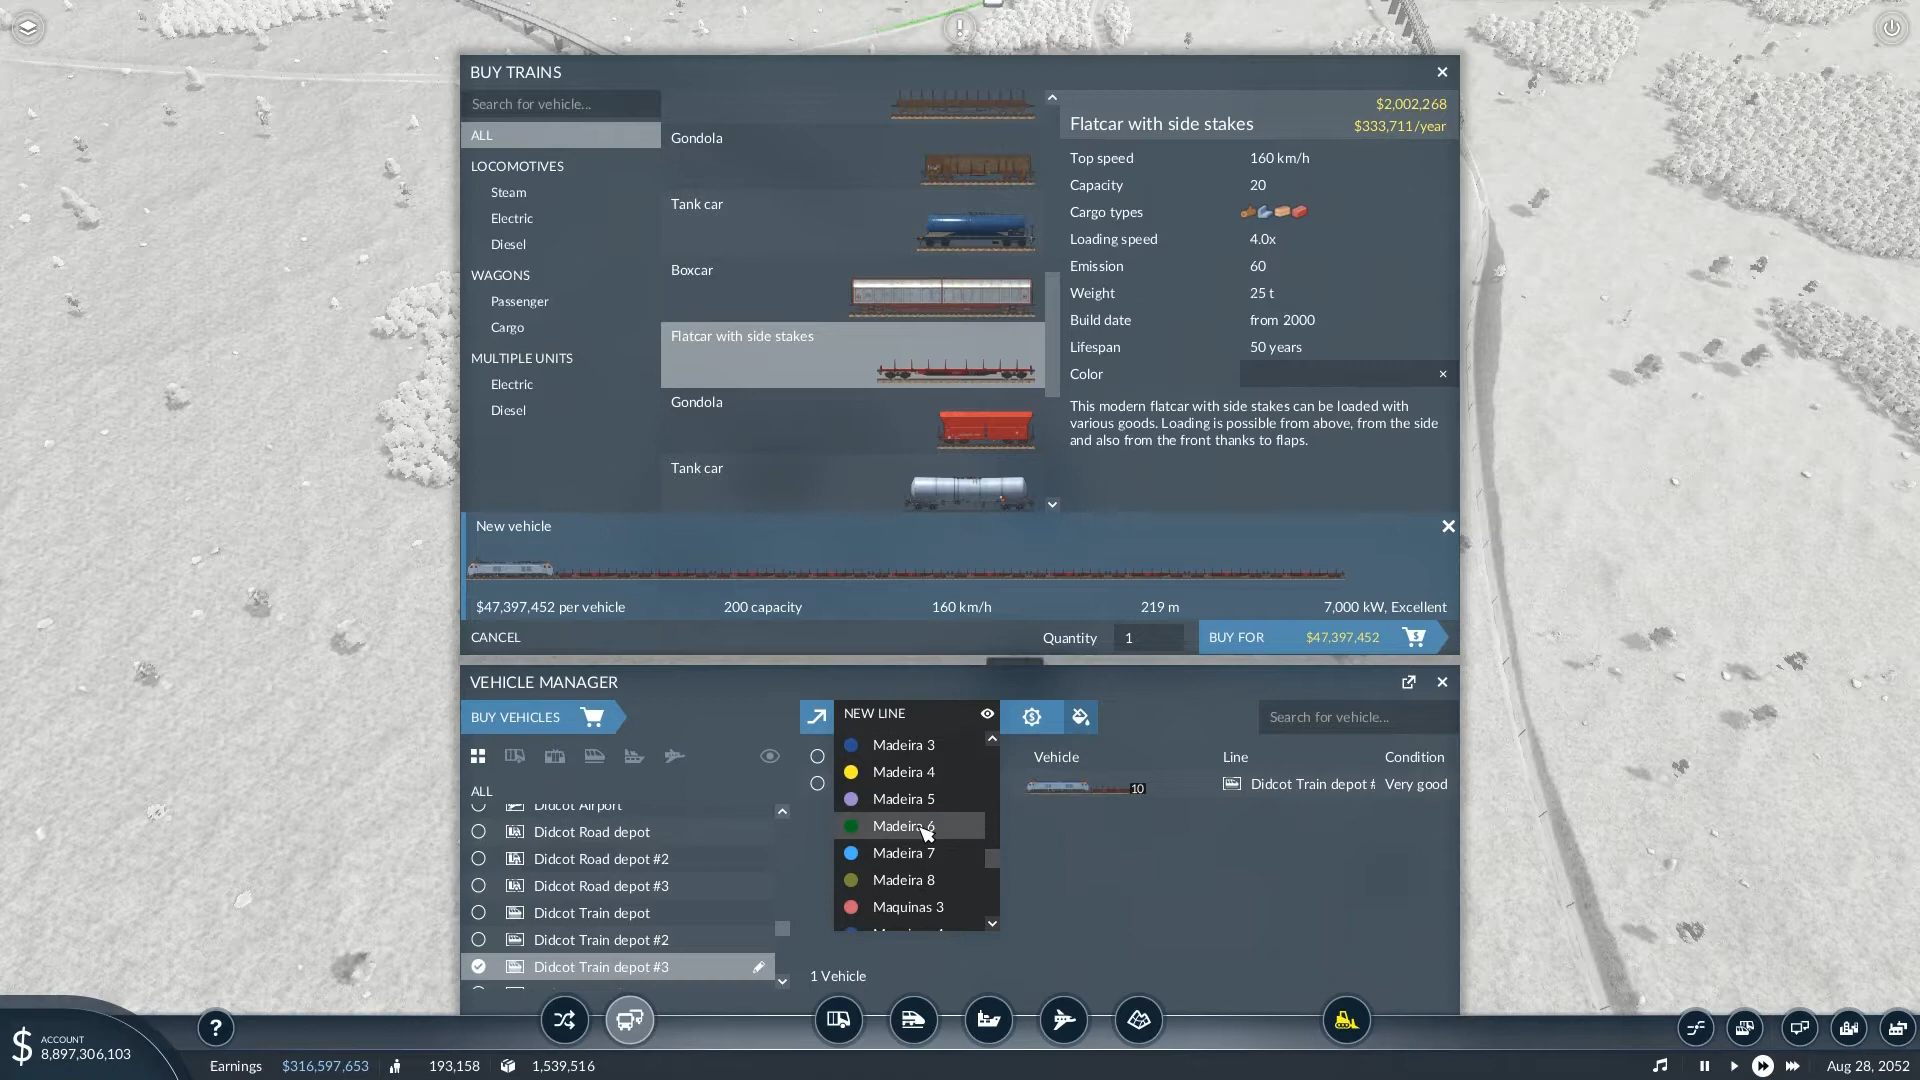 BUY TRAINS
Search for vehicle...
ALL
LOCOMOTIVES
Steam
Electric
Diesel
WAGONS
Passenger
Cargo
MULTIPLE UNITS
Electric
Diesel
Gondola
Tank car
Boxcar
Flatcar with side stakes
Gondola
Tank car
$2,002,268
Flatcar with side stakes
$333,711/year
Top speed 160 km/h
Capacity 20
Cargo types
Loading speed 4.0x
Emission 60
Weight 25 t
Build date from 2000
Lifespan 50 years
Color
This modern flatcar with side stakes can be loaded with
various goods. Loading is possible from above, from the side
and also from the front thanks to flaps.
New vehicle
$47,397,452 per vehicle 200 capacity 160 km/h 219 m 7,000 kW, Excellent
CANCEL Quantity 1 BUY FOR $47,397,452
VEHICLE MANAGER
BUY VEHICLES
ALL
Didcot Airport
Didcot Road depot
Didcot Road depot #2
Didcot Road depot #3
Didcot Train depot
Didcot Train depot #2
Didcot Train depot #3
NEW LINE
Madeira 3
Madeira 4
Madeira 5
Madeira 6
Madeira 7
Madeira 8
Maquinas 3
Search for vehicle...
Vehicle Line Condition
10 Didcot Train depot # Very good
1 Vehicle
?
$ ACCOUNT
8,897,306,103
Earnings $316,597,653 193,158 1,539,516
Aug 28, 2052